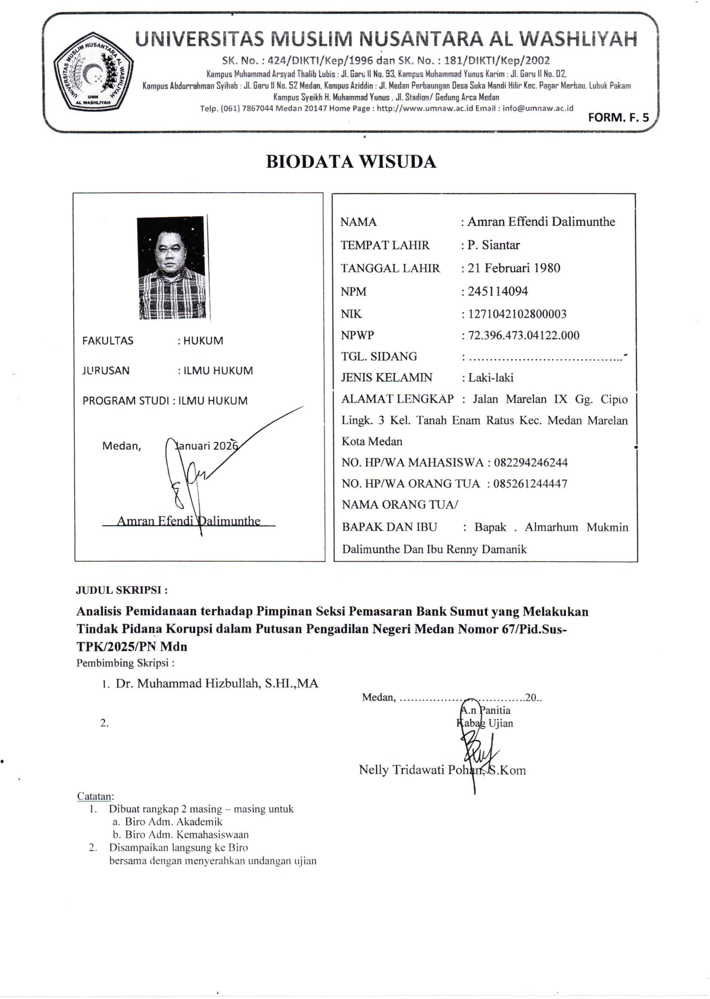 UNIVERSITAS MUSLIM NUSANTARA AL WASHLIYAH
UNIVERSITAS MUSLIM NUSANTARA AL WASHLIYAH
UMN
AL WASHLIYAH
SK. No. : 424/DIKTI/Kep/1996 dan SK. No. : 181/DIKTI/Kep/2002
Kampus Muhammad Arsyad Thalib Lubis : Jl. Garu II No. 93, Kampus Muhammad Yunus Karim : Jl. Garu II No. 02,
Kampus Abdurrahman Syihab : Jl. Garu II No. 52 Medan, Kampus Aziddin : Jl. Medan Perbaungan Desa Suka Mandi Hilir Kec. Pagar Merbau, Lubuk Pakam
Kampus Syeikh H. Muhammad Yunus , Jl. Stadion/ Gedung Arca Medan
Telp. (061) 7867044 Medan 20147 Home Page : http://www.umnaw.ac.id Email : info@umnaw.ac.id
FORM. F. 5
BIODATA WISUDA
FAKULTAS : HUKUM
JURUSAN : ILMU HUKUM
PROGRAM STUDI : ILMU HUKUM
Medan, Januari 2026
Amran Efendi Dalimunthe
NAMA : Amran Effendi Dalimunthe
TEMPAT LAHIR : P. Siantar
TANGGAL LAHIR : 21 Februari 1980
NPM : 245114094
NIK : 1271042102800003
NPWP : 72.396.473.04122.000
TGL. SIDANG : .....................................
JENIS KELAMIN : Laki-laki
ALAMAT LENGKAP : Jalan Marelan IX Gg. Cipto
Lingk. 3 Kel. Tanah Enam Ratus Kec. Medan Marelan
Kota Medan
NO. HP/WA MAHASISWA : 082294246244
NO. HP/WA ORANG TUA : 085261244447
NAMA ORANG TUA/
BAPAK DAN IBU : Bapak . Almarhum Mukmin
Dalimunthe Dan Ibu Renny Damanik
JUDUL SKRIPSI :
Analisis Pemidanaan terhadap Pimpinan Seksi Pemasaran Bank Sumut yang Melakukan
Tindak Pidana Korupsi dalam Putusan Pengadilan Negeri Medan Nomor 67/Pid.Sus-
TPK/2025/PN Mdn
Pembimbing Skripsi :
1. Dr. Muhammad Hizbullah, S.HI.,MA
2.
Medan, ..................................20..
A.n Panitia
Kabag Ujian
Nelly Tridawati Pohan, S.Kom
Catatan:
1. Dibuat rangkap 2 masing – masing untuk
a. Biro Adm. Akademik
b. Biro Adm. Kemahasiswaan
2. Disampaikan langsung ke Biro
bersama dengan menyerahkan undangan ujian